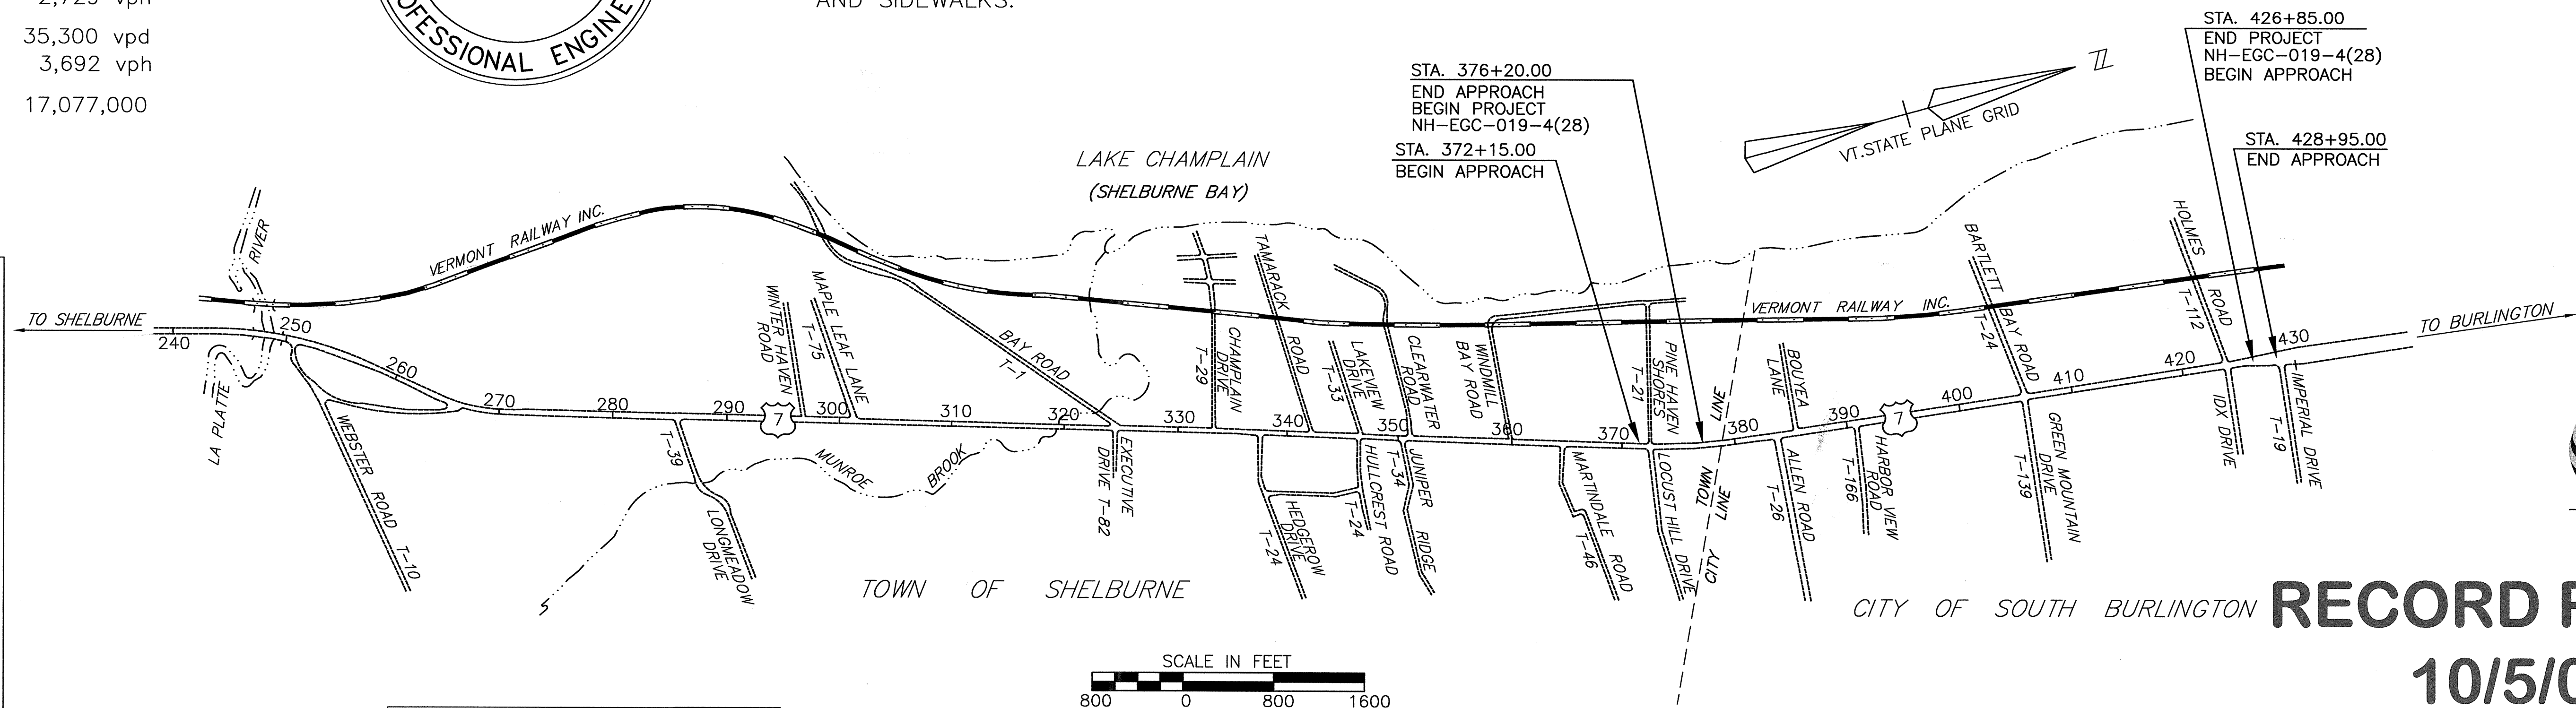 35,300 vpd
3,692 vph
17,077,000
OFESSIONAL ENGINE
AND SIDEWALKS.
LAKE CHAMPLAIN
(SHELBURNE BAY)
STA. 376+20.00
END APPROACH
BEGIN PROJECT
NH-EGC-019-4(28)
STA. 372+15.00
BEGIN APPROACH
VT.STATE PLANE GRID
STA. 426+85.00
END PROJECT
NH-EGC-019-4(28)
BEGIN APPROACH
STA. 428+95.00
END APPROACH
RIVER
LA PLATTE
VERMONT RAILWAY INC.
VERMONT RAILWAY INC.
TO SHELBURNE
TO BURLINGTON
240
250
260
270
280
290
7
300
310
320
330
340
350
360
370
380
390
7
400
410
420
430
WINTER HAVEN
ROAD
MAPLE LEAF LANE
T-75
BAY ROAD
T-1
CHAMPLAIN
DRIVE
T-29
TAMARACK
ROAD
LAKEVIEW
DRIVE
T-33
CLEARWATER
ROAD
WINDMILL
BAY ROAD
PINE HAVEN
SHORES
T-21
BOUYEA
LANE
BARTLETT BAY ROAD
T-24
HOLMES ROAD
T-112
WEBSTER ROAD T-10
T-39
LONGMEADOW
DRIVE
MUNROE BROOK
EXECUTIVE
DRIVE T-82
HEDGEROW
DRIVE
T-24
HULLCREST ROAD
T-24
JUNIPER RIDGE
T-34
MARTINDALE ROAD
T-46
LOCUST HILL DRIVE
TOWN LINE
CITY LINE
ALLEN ROAD
T-26
HARBOR VIEW
ROAD
T-166
GREEN MOUNTAIN
DRIVE
T-139
IDX DRIVE
IMPERIAL DRIVE
T-19
TOWN OF SHELBURNE
CITY OF SOUTH BURLINGTON
RECORD
10/5/0
SCALE IN FEET
800 0 800 1600